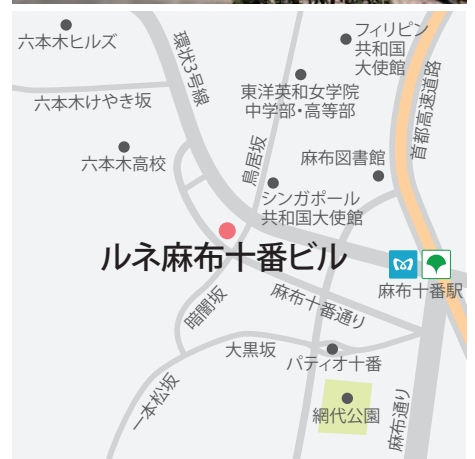 六本木ヒルズ
環状3号線
フィリピン
共和国
大使館
首都高速道路
六本木けやき坂
東洋英和女学院
中学部・高等部
鳥居坂
六本木高校
麻布図書館
シンガポール
共和国大使館
ルネ麻布十番ビル
麻布十番駅
暗闇坂
麻布十番通り
大黒坂
パティオ十番
一本松坂
網代公園
麻布通り